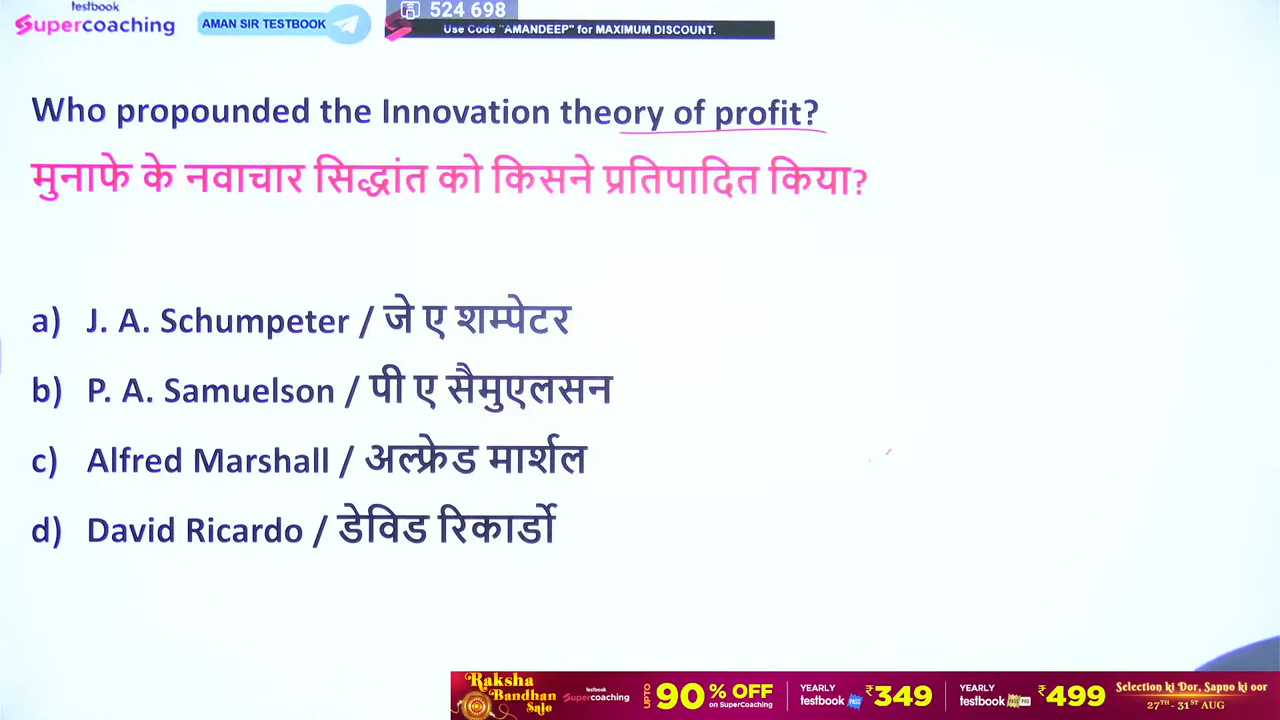 testbook
Supercoaching
AMAN SIR TESTBOOK
524 698
Use Code "AMANDEEP" for MAXIMUM DISCOUNT.
Who propounded the Innovation theory of profit?
मुनाफे के नवाचार सिद्धांत को किसने प्रतिपादित किया?
a) J. A. Schumpeter / जे ए शम्पेटर
b) P. A. Samuelson / पी ए सैमुएलसन
c) Alfred Marshall / अल्फ्रेड मार्शल
d) David Ricardo / डेविड रिकार्डो
Raksha Bandhan Sale
testbook Supercoaching
UPTO 90% OFF on SuperCoaching
YEARLY testbook PASS ₹349
YEARLY testbook PASS PRO ₹499
Selection ki Dor, Sapno ki oor
27TH - 31ST AUG